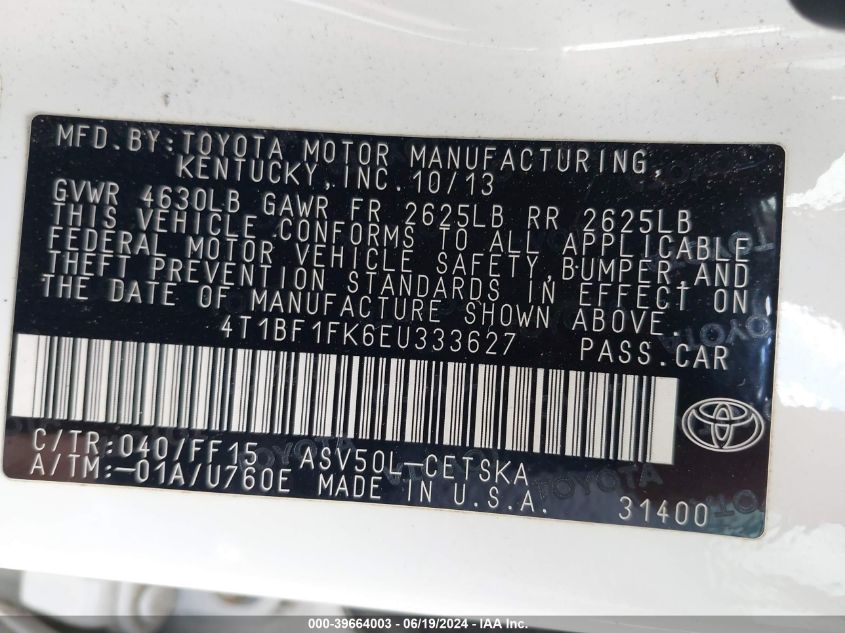 MFD. BY: TOYOTA MOTOR MANUFACTURING,
KENTUCKY, INC. 10/13
GVWR 4630LB GAWR FR 2625LB RR 2625LB
THIS VEHICLE CONFORMS TO ALL APPLICABLE
FEDERAL MOTOR VEHICLE SAFETY, BUMPER, AND
THEFT PREVENTION STANDARDS IN EFFECT ON
THE DATE OF MANUFACTURE SHOWN ABOVE.
4T1BF1FK6EU333627 PASS. CAR
C/TR: 040/FF15 ASV50L-CETSKA
A/TM:-01A/U760E MADE IN U.S.A. 31400
000-39664003 - 06/19/2024 - IAA Inc.